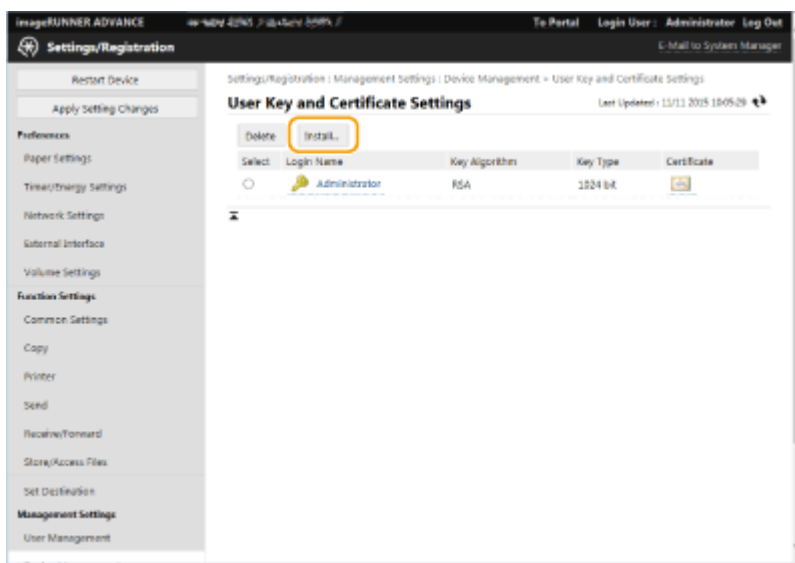 imageRUNNER ADVANCE To Portal Login User : Administrator Log Out
Settings/Registration E-Mail to System Manager
Restart Device
Apply Setting Changes
Preferences
Paper Settings
Timer/Energy Settings
Network Settings
External Interface
Volume Settings
Function Settings
Common Settings
Copy
Printer
Send
Receive/Forward
Store/Access Files
Set Destination
Management Settings
User Management
Settings/Registration : Management Settings : Device Management > User Key and Certificate Settings
User Key and Certificate Settings Last Updated : 11/11 2015 10:05:29
Delete Install...
Select Login Name Key Algorithm Key Type Certificate
Administrator RSA 1024 bit